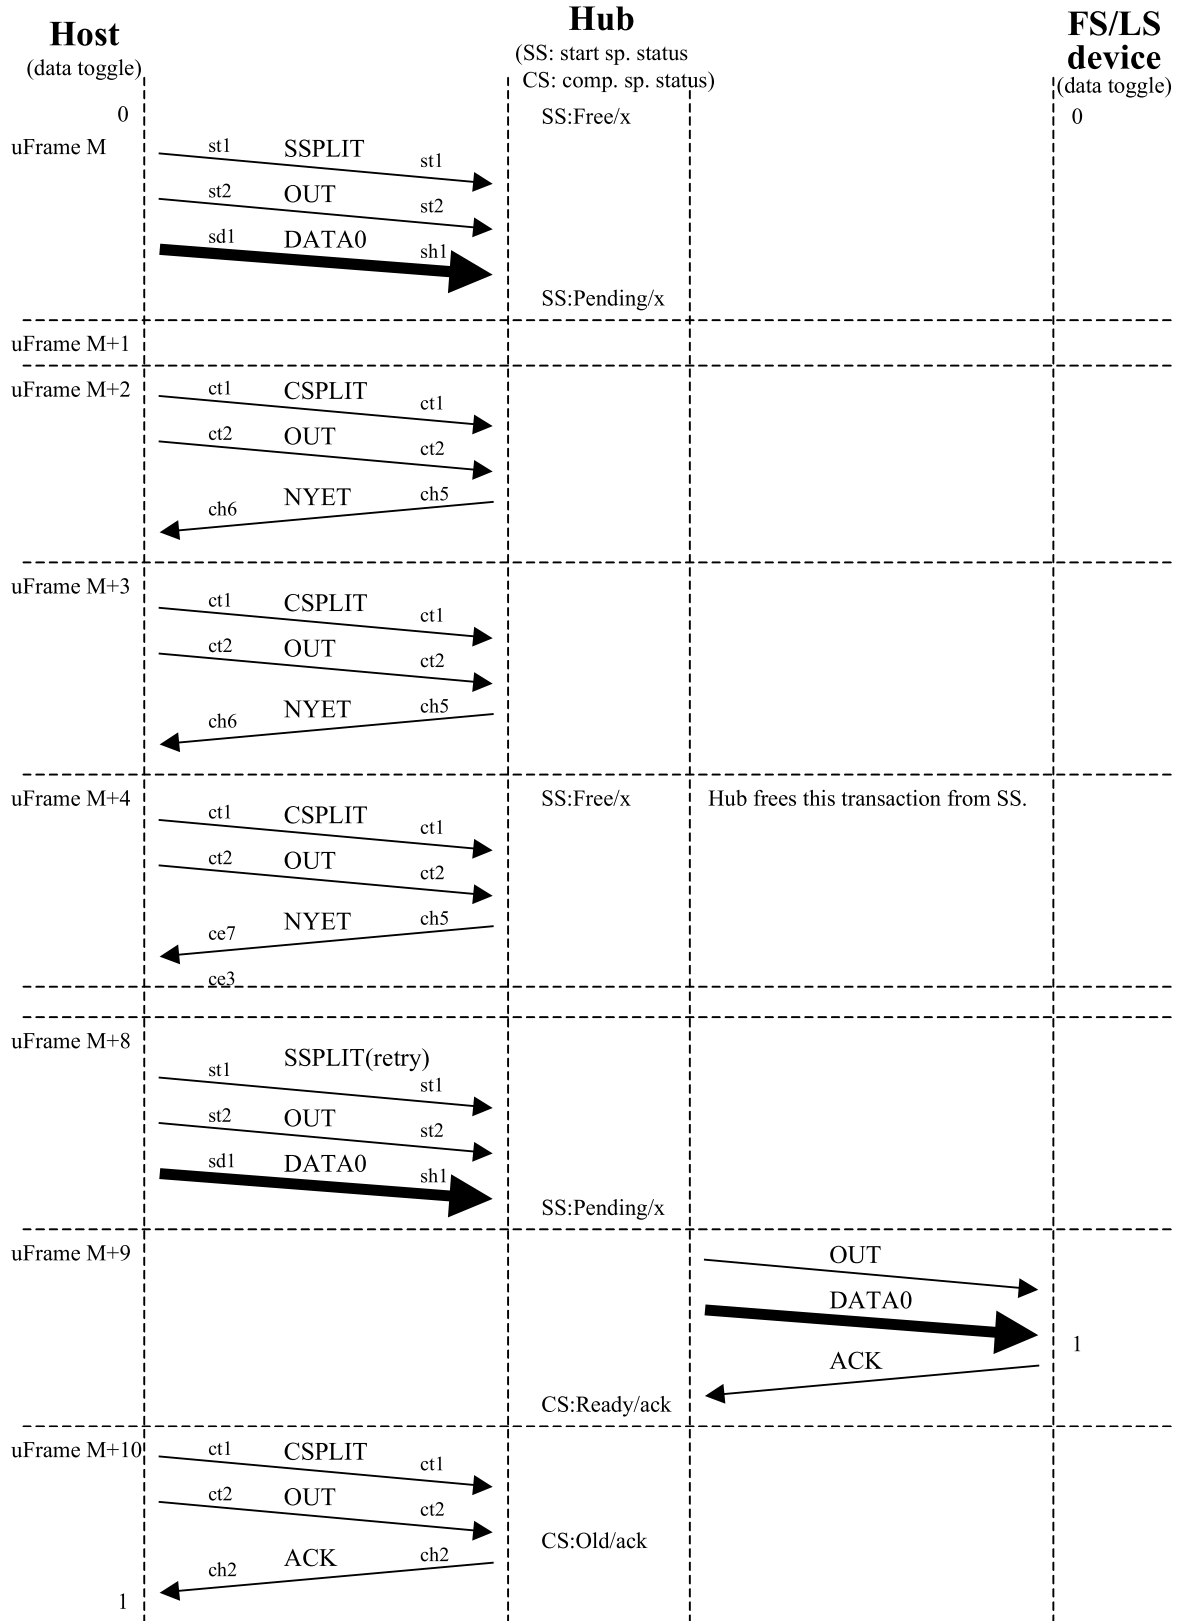 Host
(data toggle)
Hub
(SS: start sp. status
CS: comp. sp. status)
FS/LS
device
(data toggle)
0
SS:Free/x
0
uFrame M
st1 SSPLIT st1
st2 OUT st2
sd1 DATA0 sh1
SS:Pending/x
uFrame M+1
uFrame M+2
ct1 CSPLIT ct1
ct2 OUT ct2
ch6 NYET ch5
uFrame M+3
ct1 CSPLIT ct1
ct2 OUT ct2
ch6 NYET ch5
uFrame M+4
SS:Free/x
Hub frees this transaction from SS.
ct1 CSPLIT ct1
ct2 OUT ct2
ce7 NYET ch5
ce3
uFrame M+8
SSPLIT(retry)
st1 st1
st2 OUT st2
sd1 DATA0 sh1
SS:Pending/x
uFrame M+9
OUT
DATA0
1
ACK
CS:Ready/ack
uFrame M+10
ct1 CSPLIT ct1
ct2 OUT ct2
CS:Old/ack
ch2 ACK ch2
1